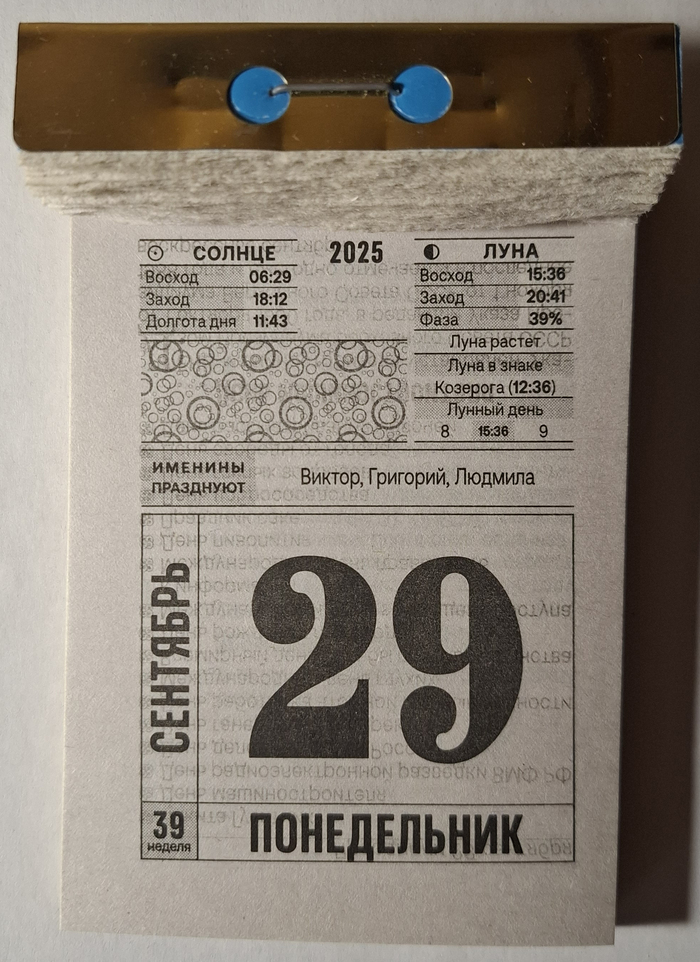 СОЛНЦЕ
Восход 06:29
Заход 18:12
Долгота дня 11:43
2025
ЛУНА
Восход 15:36
Заход 20:41
Фаза 39%
Луна растет
Луна в знаке
Козерога (12:36)
Лунный день
8 15:36 9
ИМЕНИНЫ
ПРАЗДНУЮТ
Виктор, Григорий, Людмила
СЕНТЯБРЬ
29
39
неделя
ПОНЕДЕЛЬНИК